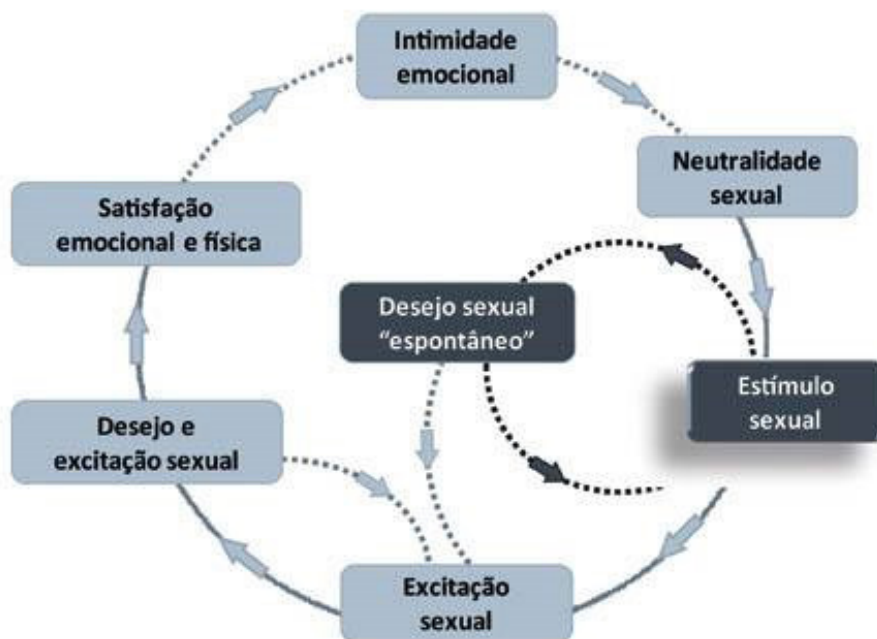 Intimidade
emocional
Neutralidade
sexual
Satisfação
emocional e física
Desejo sexual
“espontâneo”
Estímulo
sexual
Desejo e
excitação sexual
Excitação
sexual